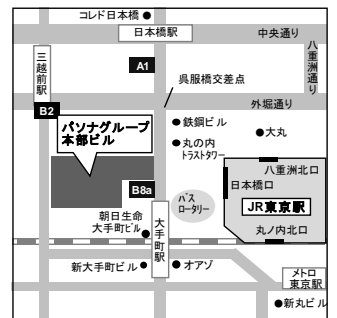 コレド日本橋
日本橋駅
中央通り
三越前駅
A1
八重洲通り
呉服橋交差点
外堀通り
B2
パソナグループ
本部ビル
鉄鋼ビル
大丸
丸の内
トラストタワー
八重洲北口
日本橋口
B8a
バス
ロータリー
JR東京駅
朝日生命
大手町ビル
大手町駅
丸ノ内北口
新大手町ビル
オアゾ
メトロ
東京駅
新丸ビル